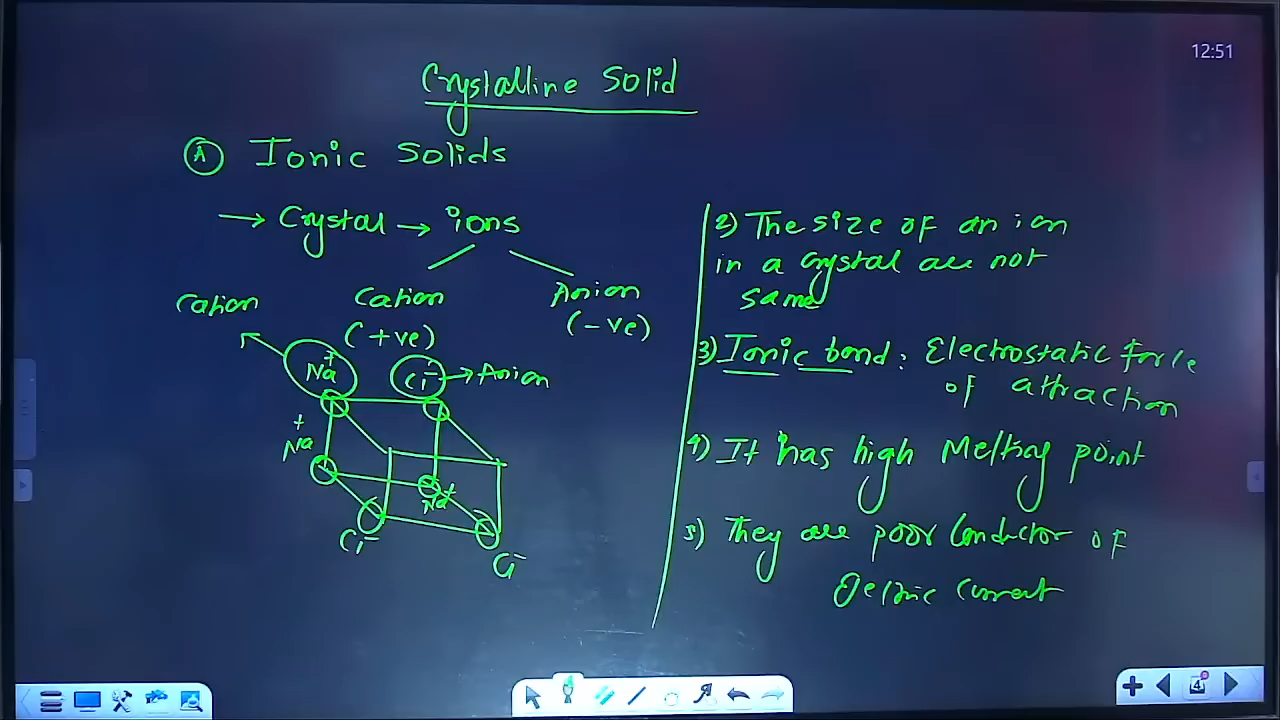 12:51
Crystalline Solid
A Ionic Solids
→ Crystal → ions
Cation
(+ve)
Anion
(-ve)
Cation
Na+
Cl-
→ Anion
Na+
Na+
Cl-
Cl-
2) The size of an ion
in a crystal are not
same
3) Ionic bond : Electrostatic force
of attraction
4) It has high Melting point
5) They are poor Conductor of
Current
4